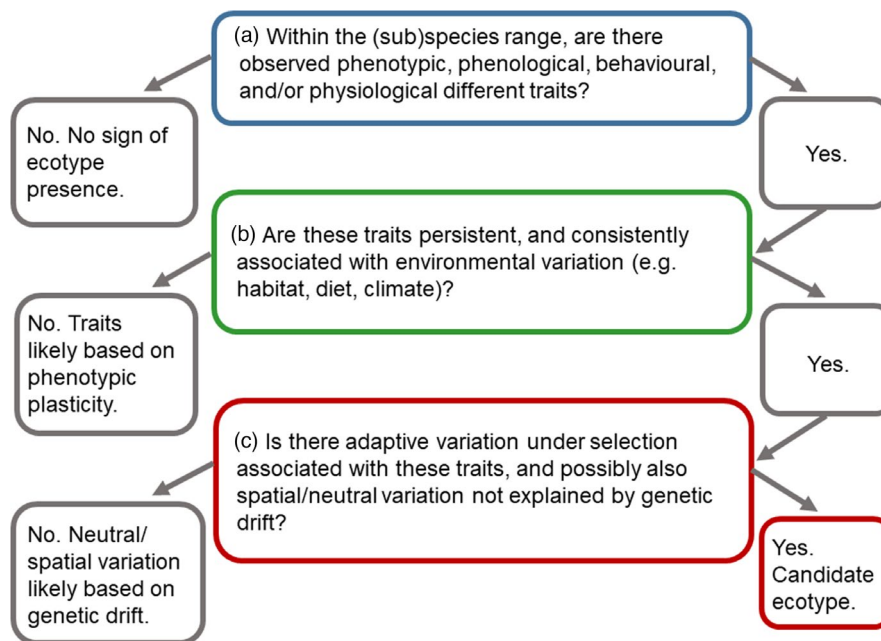 (a) Within the (sub)species range, are there
observed phenotypic, phenological, behavioural,
and/or physiological different traits?
No. No sign of
ecotype
presence.
Yes.
(b) Are these traits persistent, and consistently
associated with environmental variation (e.g.
habitat, diet, climate)?
No. Traits
likely based on
phenotypic
plasticity.
Yes.
(c) Is there adaptive variation under selection
associated with these traits, and possibly also
spatial/neutral variation not explained by genetic
drift?
No. Neutral/
spatial variation
likely based on
genetic drift.
Yes.
Candidate
ecotype.